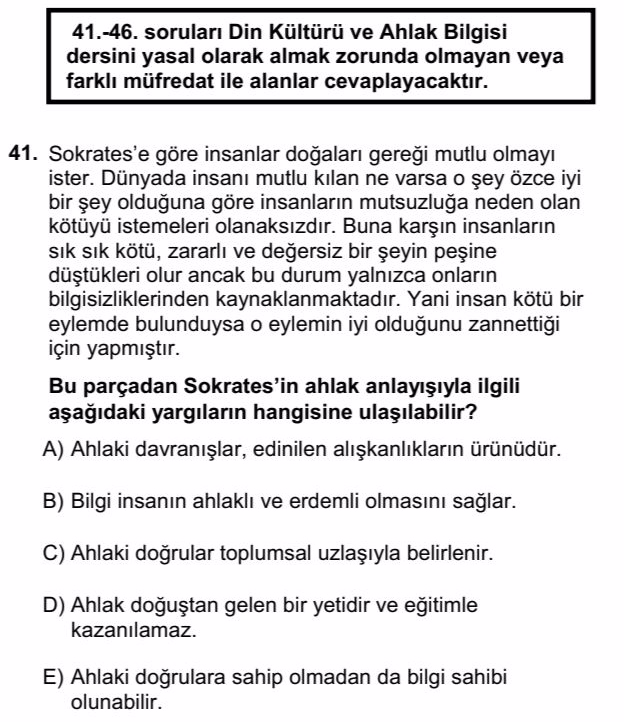 41.-46. soruları Din Kültürü ve Ahlak Bilgisi
dersini yasal olarak almak zorunda olmayan veya
farklı müfredat ile alanlar cevaplayacaktır.
41. Sokrates’e göre insanlar doğaları gereği mutlu olmayı
ister. Dünyada insanı mutlu kılan ne varsa o şey özce iyi
bir şey olduğuna göre insanların mutsuzluğa neden olan
kötüyü istemeleri olanaksızdır. Buna karşın insanların
sık sık kötü, zararlı ve değersiz bir şeyin peşine
düştükleri olur ancak bu durum yalnızca onların
bilgisizliklerinden kaynaklanmaktadır. Yani insan kötü bir
eylemde bulunduysa o eylemin iyi olduğunu zannettiği
için yapmıştır.
Bu parçadan Sokrates’in ahlak anlayışıyla ilgili
aşağıdaki yargıların hangisine ulaşılabilir?
A) Ahlaki davranışlar, edinilen alışkanlıkların ürünüdür.
B) Bilgi insanın ahlaklı ve erdemli olmasını sağlar.
C) Ahlaki doğrular toplumsal uzlaşıyla belirlenir.
D) Ahlak doğuştan gelen bir yetidir ve eğitimle
kazanılamaz.
E) Ahlaki doğrulara sahip olmadan da bilgi sahibi
olunabilir.